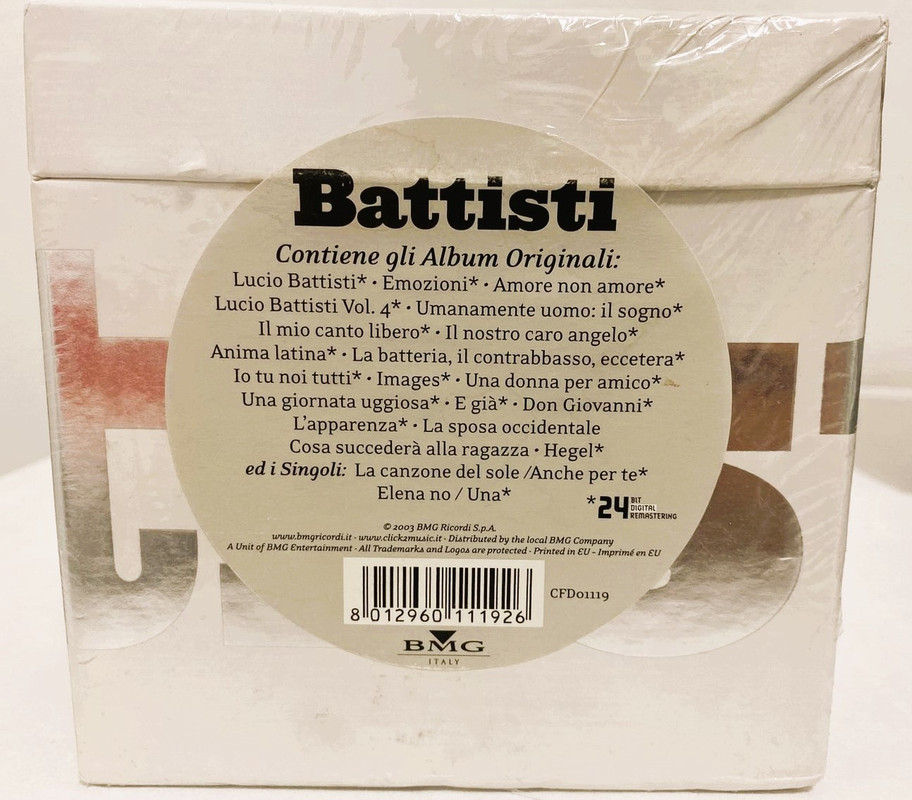 Battisti
Contiene gli Album Originali:
Lucio Battisti* · Emozioni* · Amore non amore*
Lucio Battisti Vol. 4* · Umanamente uomo: il sogno*
Il mio canto libero* · Il nostro caro angelo*
Anima latina* · La batteria, il contrabbasso, eccetera*
Io tu noi tutti* · Images* · Una donna per amico*
Una giornata uggiosa* · E già* · Don Giovanni*
L'apparenza* · La sposa occidentale
Cosa succederà alla ragazza · Hegel*
ed i Singoli: La canzone del sole /Anche per te*
Elena no / Una*
*24 BIT DIGITAL REMASTERING
© 2003 BMG Ricordi S.p.A.
www.bmgricordi.it - www.click2music.it - Distributed by the local BMG Company
A Unit of BMG Entertainment - All Trademarks and Logos are protected - Printed in EU - Imprimé en EU
8 012960 111926
CFD01119
BMG
ITALY